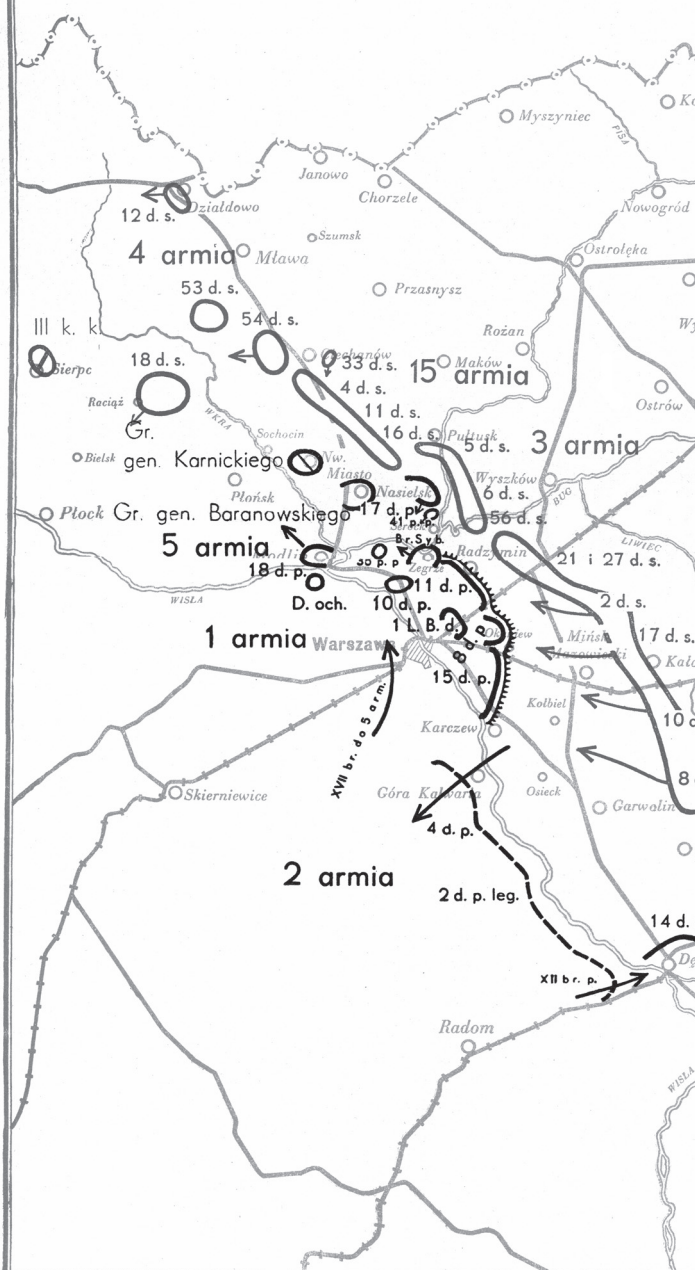 Myszyniec
PISA
Janowo
Chorzele
Działdowo
12 d. s.
Nowogród
Szumsk
4 armia
Mława
Ostrołęka
53 d. s.
Przasnysz
54 d. s.
III k. k.
Rożan
Sierpc
18 d. s.
Ciechanów
33 d. s.
Maków
15 armia
4 d. s.
Raciąż
Ostrów
WKRA
11 d. s.
Gr.
gen. Karnickiego
Sochocin
16 d. s.
Pułtusk
5 d. s.
3 armia
Bielsk
Nw.
Miasto
Płońsk
Wyszków
6 d. s.
BUG
Nasielsk
17 d. p.
Płock
Gr. gen. Baranowskiego
41 p. p.
56 d. s.
Serock
Br. Syb.
LIWIEC
5 armia
Modlin
18 d. p.
Zegrze
Radzymin
21 i 27 d. s.
WISŁA
D. och.
10 d. p.
11 d. p.
2 d. s.
1 armia
Warszawa
1 L. B. d.
8 d. p.
Mińsk
Mazowiecki
17 d. s.
15 d. p.
XVII br. do 5 arm.
Karczew
Kołbiel
10 d.
Skierniewice
Góra Kalwaria
Osieck
8
Garwolin
4 d. p.
2 armia
2 d. p. leg.
14 d.
XII br. p.
Radom
WISŁA